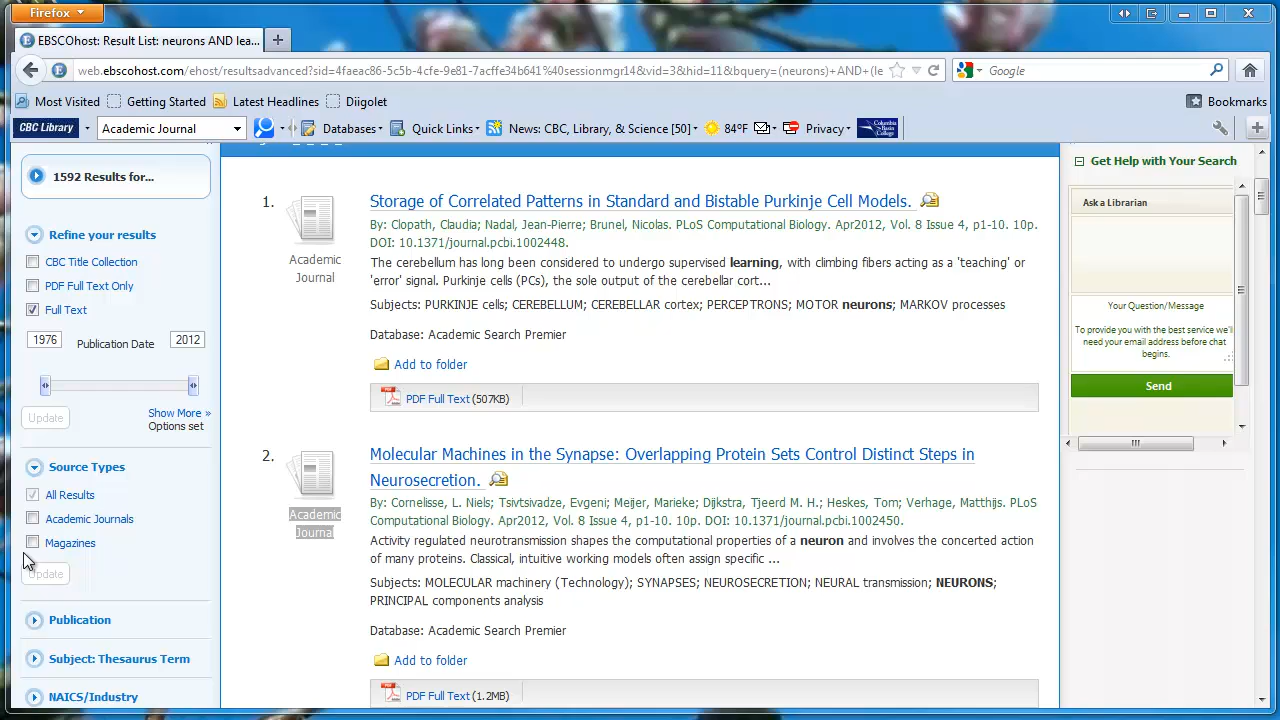 Firefox
EBSCOhost: Result List: neurons AND lea...
web.ebscohost.com/ehost/resultsadvanced?sid=4faeac86-5c5b-4cfe-9e81-7acffe34b641%40sessionmgr14&vid=3&hid=11&bquery=(neurons)+AND+(le
Google
Most Visited
Getting Started
Latest Headlines
Diigolet
Bookmarks
CBC Library
Academic Journal
Databases
Quick Links
News: CBC, Library, & Science [50]
84°F
Privacy
Columbia Basin College
1592 Results for...
Refine your results
CBC Title Collection
PDF Full Text Only
Full Text
1976
Publication Date
2012
Update
Show More »
Options set
Source Types
All Results
Academic Journals
Magazines
Update
Publication
Subject: Thesaurus Term
NAICS/Industry
1.
Academic
Journal
Storage of Correlated Patterns in Standard and Bistable Purkinje Cell Models.
By: Clopath, Claudia; Nadal, Jean-Pierre; Brunel, Nicolas. PLoS Computational Biology. Apr2012, Vol. 8 Issue 4, p1-10. 10p.
DOI: 10.1371/journal.pcbi.1002448.
The cerebellum has long been considered to undergo supervised learning, with climbing fibers acting as a 'teaching' or
'error' signal. Purkinje cells (PCs), the sole output of the cerebellar cort...
Subjects: PURKINJE cells; CEREBELLUM; CEREBELLAR cortex; PERCEPTRONS; MOTOR neurons; MARKOV processes
Database: Academic Search Premier
Add to folder
PDF Full Text (507KB)
2.
Academic
Journal
Molecular Machines in the Synapse: Overlapping Protein Sets Control Distinct Steps in
Neurosecretion.
By: Cornelisse, L. Niels; Tsivtsivadze, Evgeni; Meijer, Marieke; Dijkstra, Tjeerd M. H.; Heskes, Tom; Verhage, Matthijs. PLoS
Computational Biology. Apr2012, Vol. 8 Issue 4, p1-10. 10p. DOI: 10.1371/journal.pcbi.1002450.
Activity regulated neurotransmission shapes the computational properties of a neuron and involves the concerted action
of many proteins. Classical, intuitive working models often assign specific ...
Subjects: MOLECULAR machinery (Technology); SYNAPSES; NEUROSECRETION; NEURAL transmission; NEURONS;
PRINCIPAL components analysis
Database: Academic Search Premier
Add to folder
PDF Full Text (1.2MB)
Get Help with Your Search
Ask a Librarian
Your Question/Message
To provide you with the best service we'll
need your email address before chat
begins.
Send